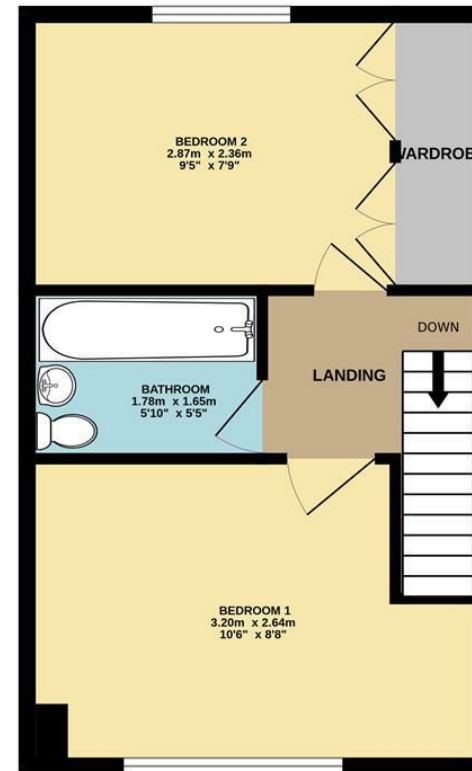 BEDROOM 2
2.87m x 2.36m
9'5" x 7'9"
WARDROBE
DOWN
LANDING
BATHROOM
1.78m x 1.65m
5'10" x 5'5"
BEDROOM 1
3.20m x 2.64m
10'6" x 8'8"